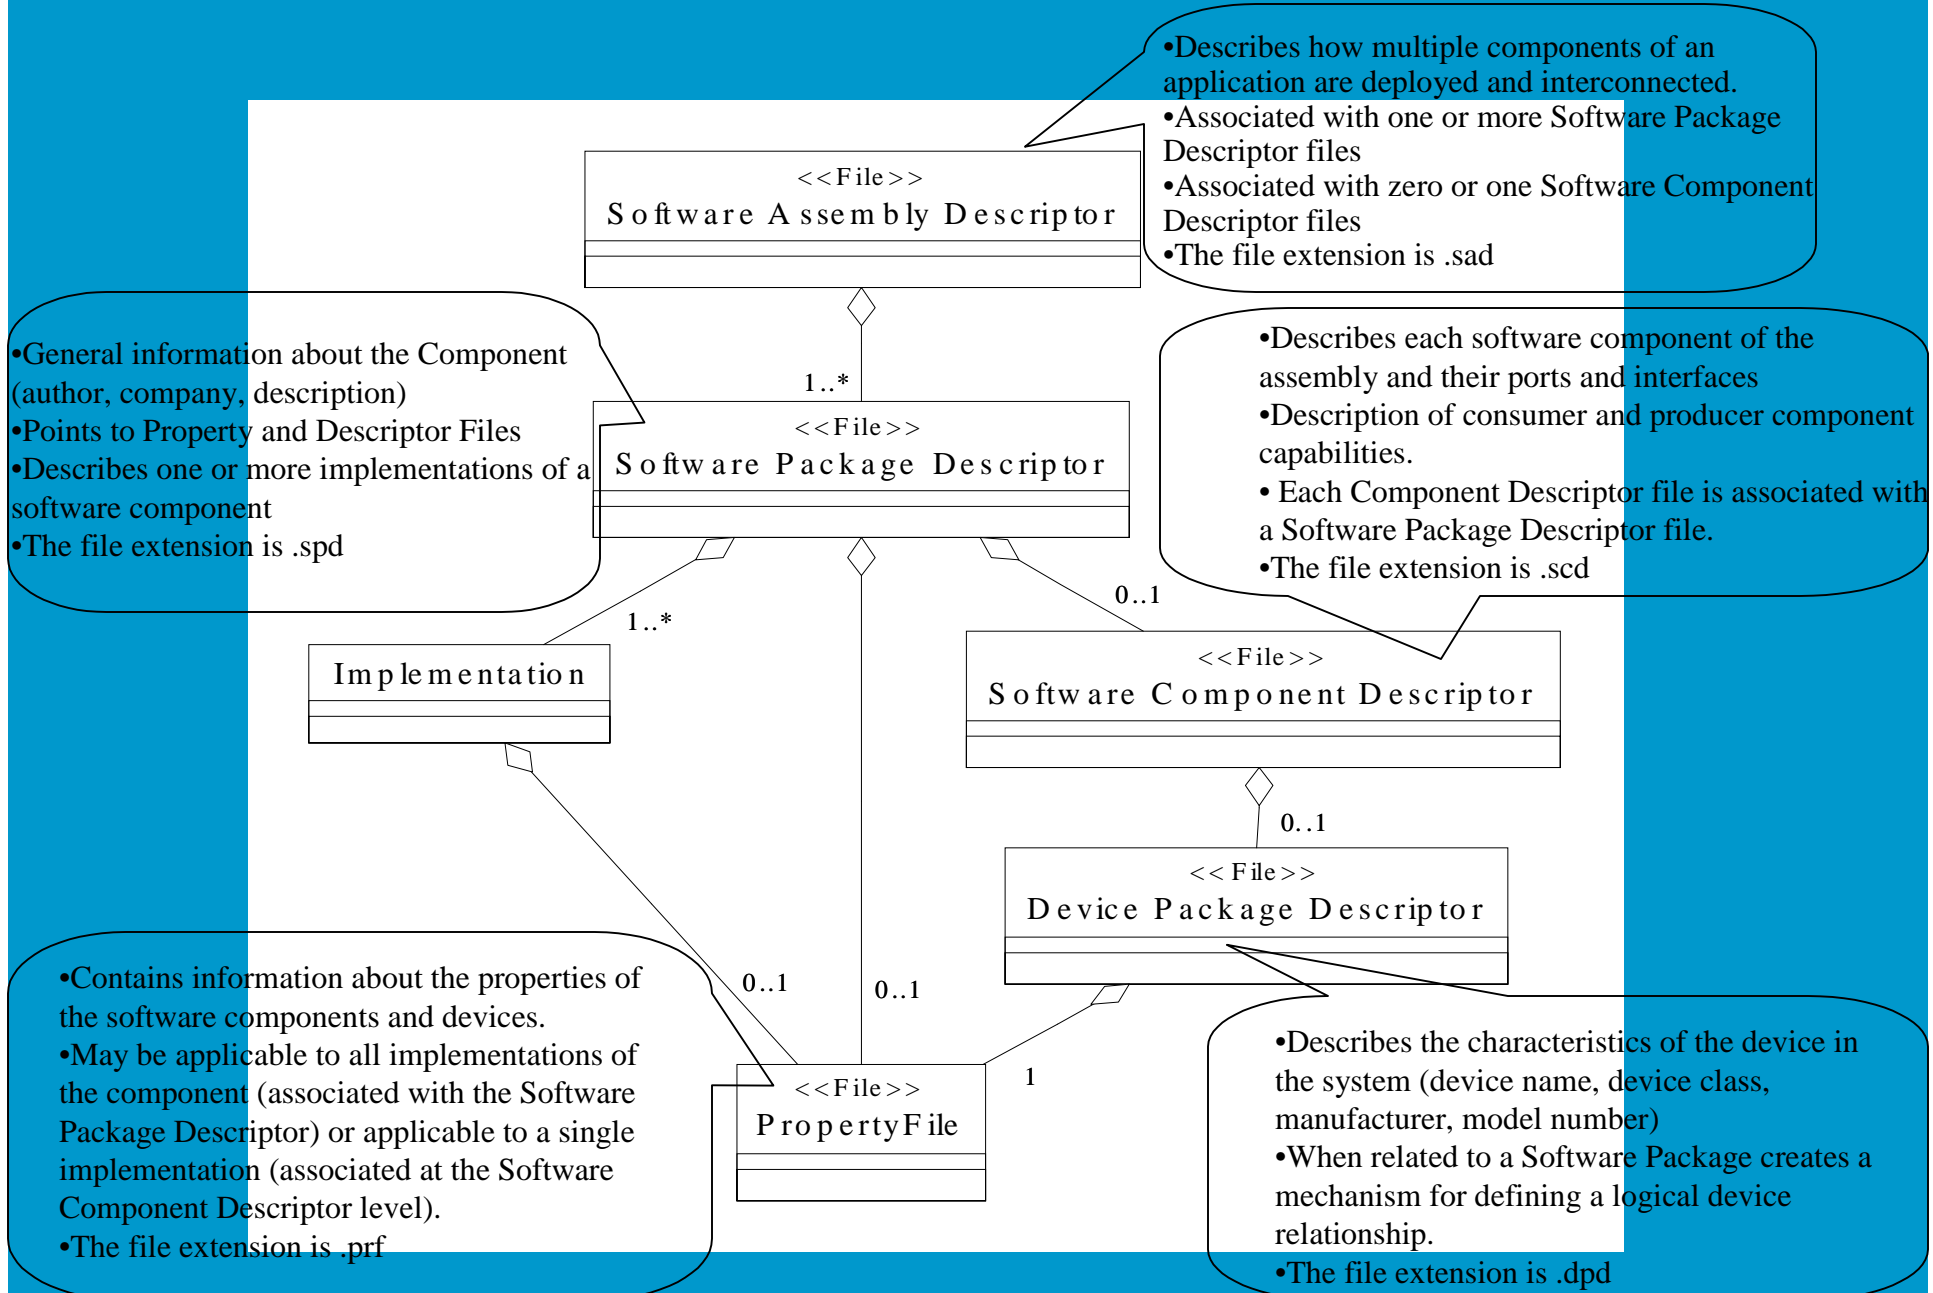 •Describes how multiple components of an
application are deployed and interconnected.
•Associated with one or more Software Package
Descriptor files
•Associated with zero or one Software Component
Descriptor files
•The file extension is .sad
<<File>>
Software Assembly Descriptor
•General information about the Component
(author, company, description)
•Points to Property and Descriptor Files
•Describes one or more implementations of a
software component
•The file extension is .spd
1..*
<<File>>
Software Package Descriptor
•Describes each software component of the
assembly and their ports and interfaces
•Description of consumer and producer component
capabilities.
• Each Component Descriptor file is associated with
a Software Package Descriptor file.
•The file extension is .scd
1..*
0..1
Implementation
<<File>>
Software Component Descriptor
0..1
<<File>>
Device Package Descriptor
•Contains information about the properties of
the software components and devices.
•May be applicable to all implementations of
the component (associated with the Software
Package Descriptor) or applicable to a single
implementation (associated at the Software
Component Descriptor level).
•The file extension is .prf
0..1
0..1
1
<<File>>
PropertyFile
•Describes the characteristics of the device in
the system (device name, device class,
manufacturer, model number)
•When related to a Software Package creates a
mechanism for defining a logical device
relationship.
•The file extension is .dpd